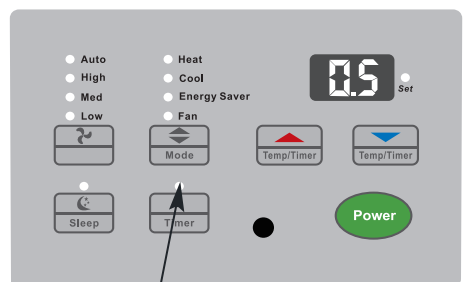 Auto
High
Med
Low
Heat
Cool
Energy Saver
Fan
0.5
Set
Mode
Temp/Timer
Temp/Timer
Sleep
Timer
Power